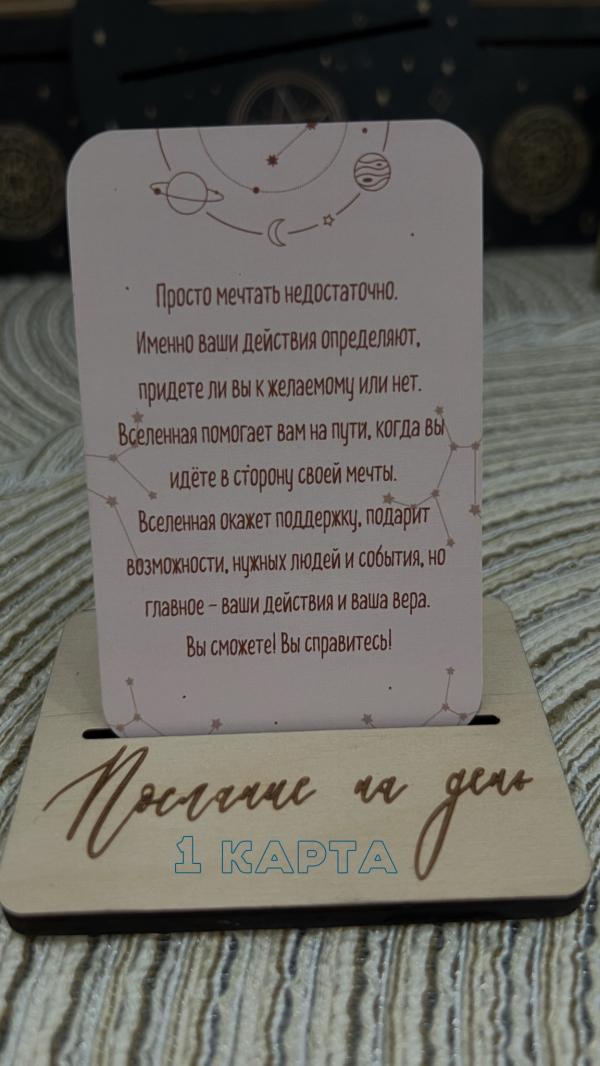 Просто мечтать недостаточно.
Именно ваши действия определяют,
придете ли вы к желаемому или нет.
Вселенная помогает вам на пути, когда вы
идёте в сторону своей мечты.
Вселенная окажет поддержку, подарит
возможности, нужных людей и события, но
главное – ваши действия и ваша вера.
Вы сможете! Вы справитесь!
Послание на день
1 КАРТА